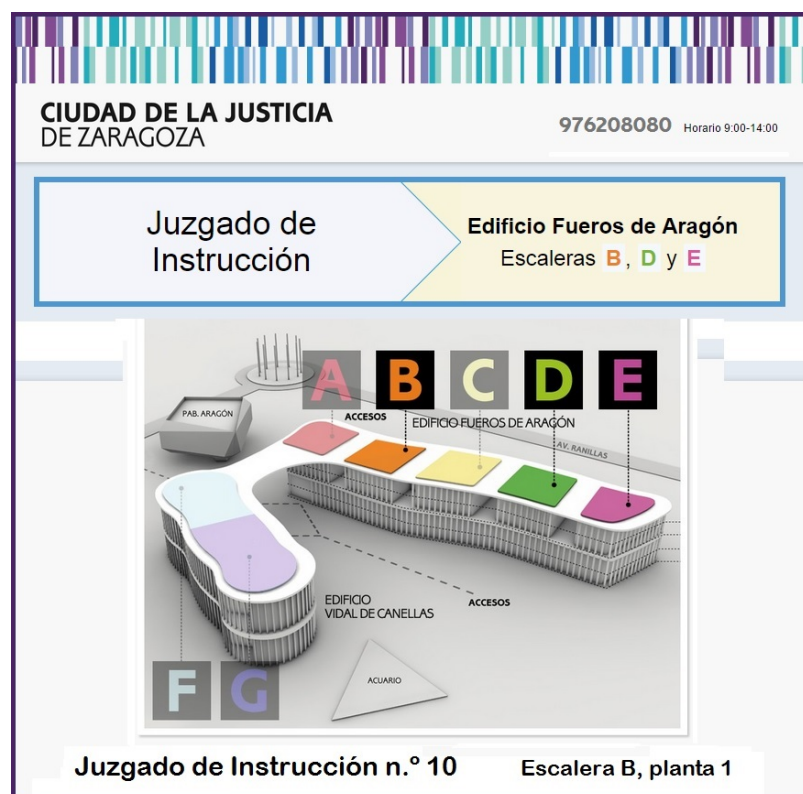 CIUDAD DE LA JUSTICIA
DE ZARAGOZA
976208080 Horario 9:00-14:00
Juzgado de
Instrucción
Edificio Fueros de Aragón
Escaleras B, D y E
A B C D E
PAB. ARAGÓN
ACCESOS
EDIFICIO FUEROS DE ARAGÓN
AV. RANILLAS
EDIFICIO
VIDAL DE CANELLAS
ACCESOS
F G
ACUARIO
Juzgado de Instrucción n.º 10 Escalera B, planta 1